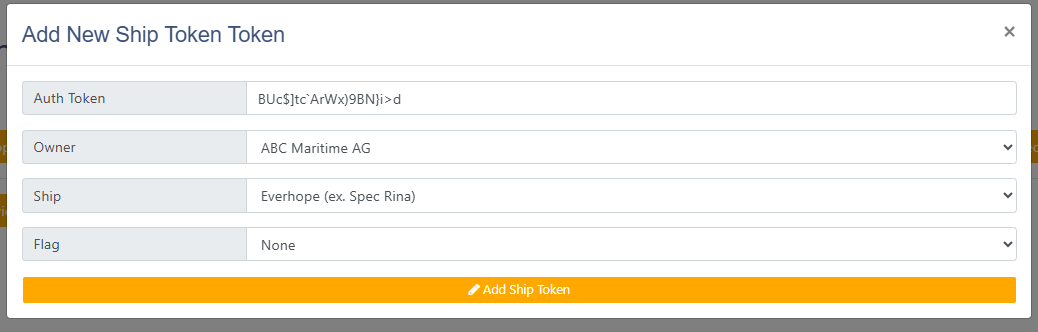 Add New Ship Token Token
×
Auth Token
BUc$]tc`ArWx)9BN}i>d
Owner
ABC Maritime AG
Ship
Everhope (ex. Spec Rina)
Flag
None
Add Ship Token